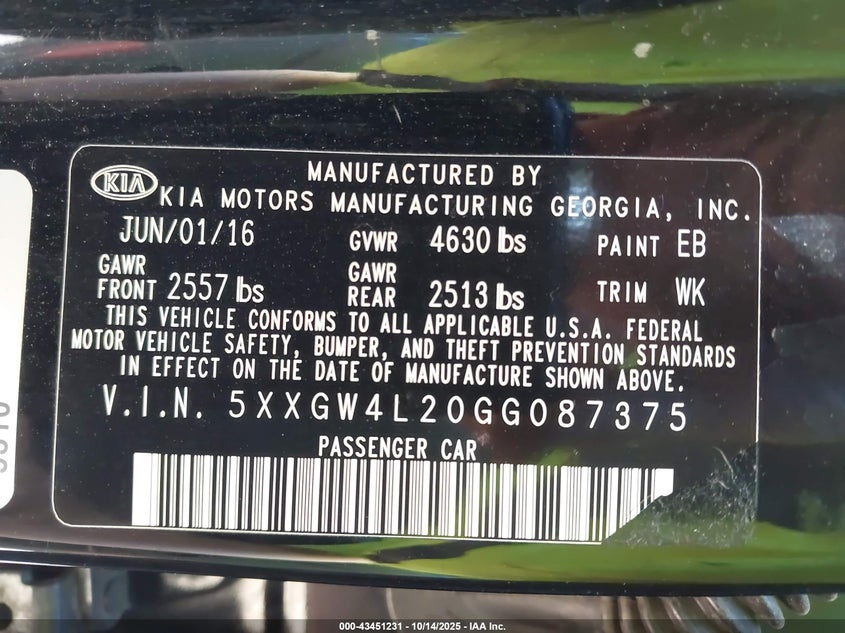 MANUFACTURED BY
KIA KIA MOTORS MANUFACTURING GEORGIA, INC.
JUN/01/16 GVWR 4630 lbs PAINT EB
GAWR FRONT 2557 lbs GAWR REAR 2513 lbs TRIM WK
THIS VEHICLE CONFORMS TO ALL APPLICABLE U.S.A. FEDERAL
MOTOR VEHICLE SAFETY, BUMPER, AND THEFT PREVENTION STANDARDS
IN EFFECT ON THE DATE OF MANUFACTURE SHOWN ABOVE.
V.I.N. 5XXGW4L20GG087375
PASSENGER CAR
000-43451231 - 10/14/2025 - IAA Inc.